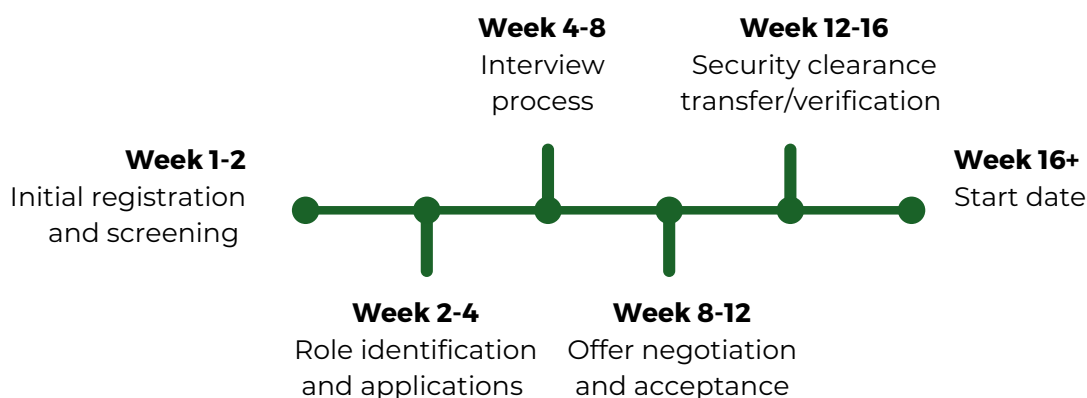 Week 1-2
Initial registration
and screening
Week 2-4
Role identification
and applications
Week 4-8
Interview
process
Week 8-12
Offer negotiation
and acceptance
Week 12-16
Security clearance
transfer/verification
Week 16+
Start date